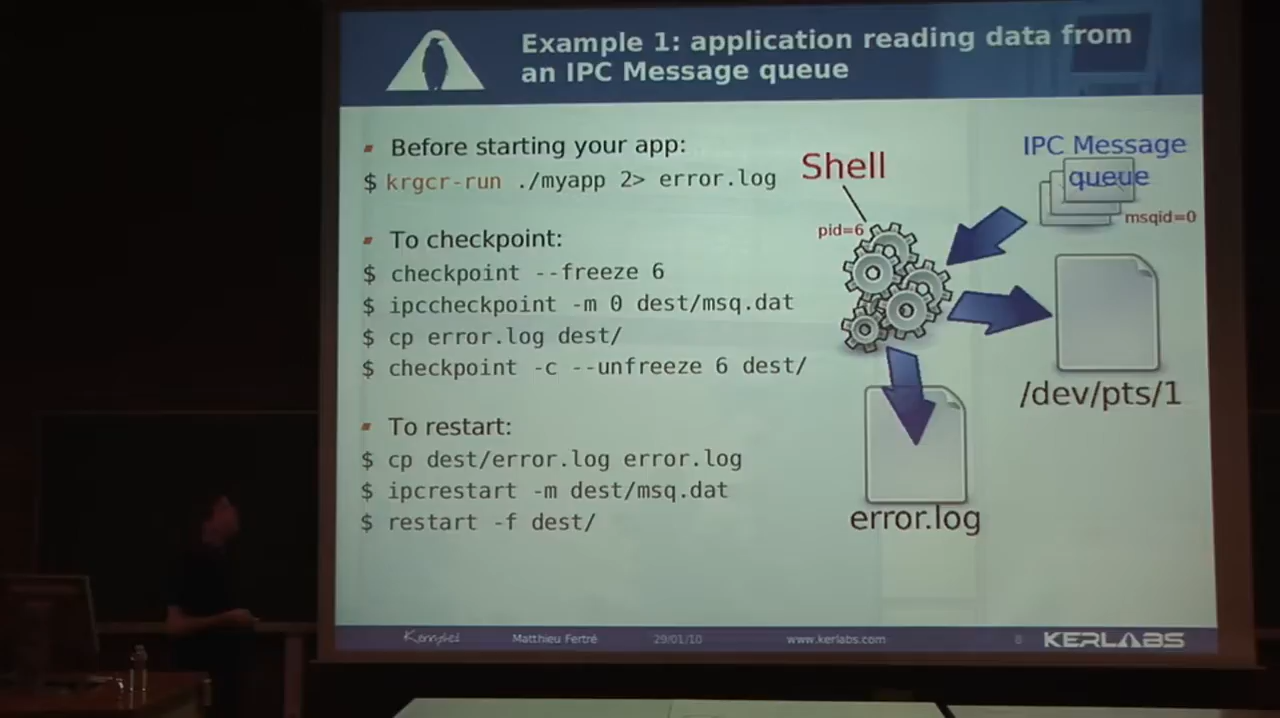 Example 1: application reading data from
an IPC Message queue
Before starting your app:
$ krgcr-run ./myapp 2> error.log
To checkpoint:
$ checkpoint --freeze 6
$ ipccheckpoint -m 0 dest/msq.dat
$ cp error.log dest/
$ checkpoint -c --unfreeze 6 dest/
To restart:
$ cp dest/error.log error.log
$ ipcrestart -m dest/msq.dat
$ restart -f dest/
Shell
pid=6
IPC Message
queue
msqid=0
/dev/pts/1
error.log
Matthieu Fertré
29/01/10
www.kerlabs.com
8
KERLABS